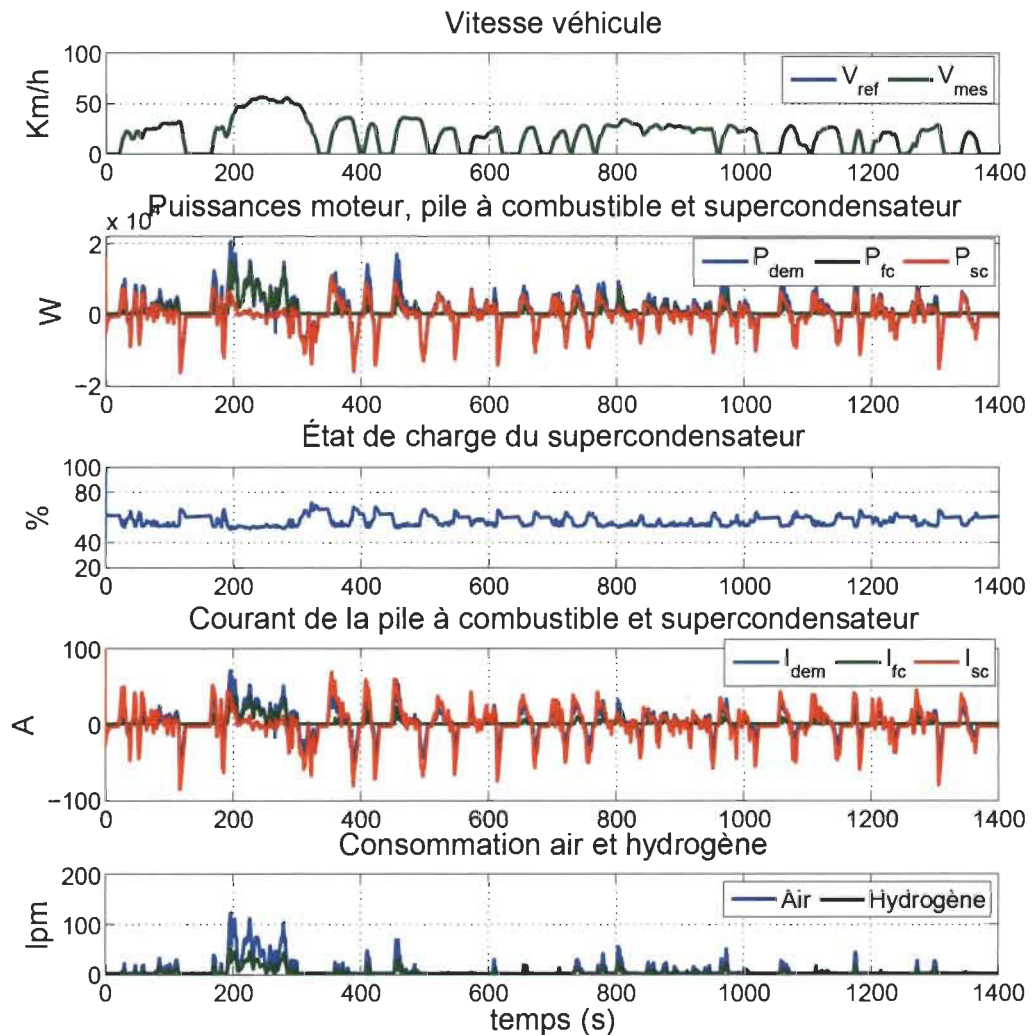 Vitesse véhicule
Km/h
100
50
0
V_ref V_mes
0 200 400 600 800 1000 1200 1400
x 10^4
Puissances moteur, pile à combustible et supercondensateur
W
2
0
−2
P_dem P_fc P_sc
0 200 400 600 800 1000 1200 1400
État de charge du supercondensateur
%
100
80
40
20
0 200 400 600 800 1000 1200 1400
Courant de la pile à combustible et supercondensateur
A
100
0
−100
I_dem I_fc I_sc
0 200 400 600 800 1000 1200 1400
Consommation air et hydrogène
lpm
200
100
0
Air Hydrogène
0 200 400 600 800 1000 1200 1400
temps (s)